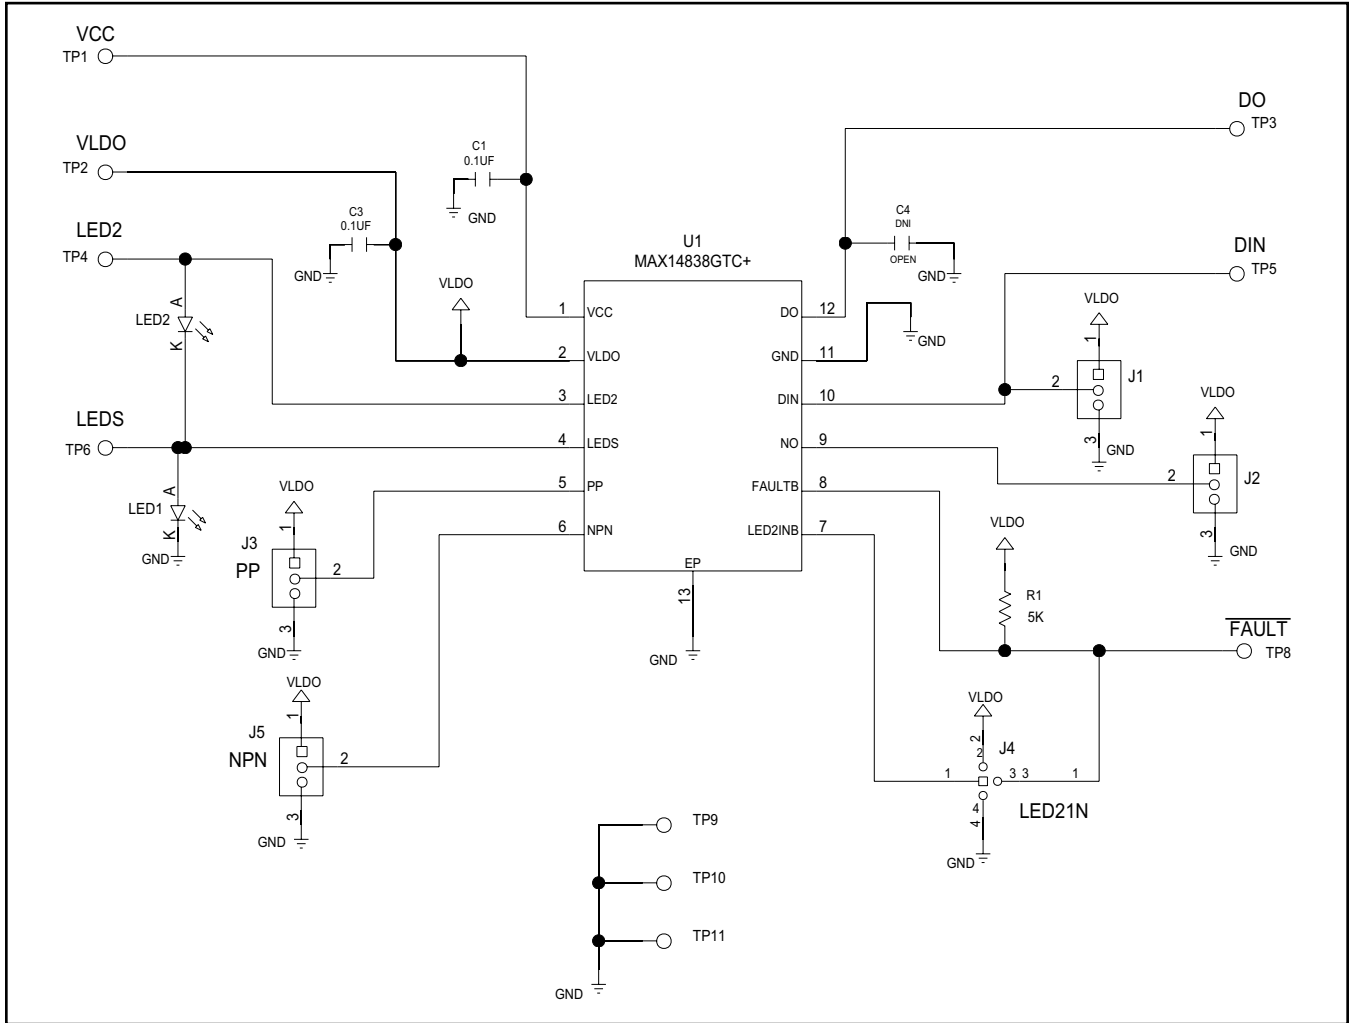 VCC
TP1
VLDO
TP2
C1
0.1UF
GND
C3
0.1UF
GND
LED2
TP4
VLDO
A
LED2
K
LEDS
TP6
A
LED1
K
GND
VLDO
1
J3
PP
2
3
GND
VLDO
1
J5
NPN
2
3
GND
U1
MAX14838GTC+
1 VCC
2 VLDO
3 LED2
4 LEDS
5 PP
6 NPN
DO 12
GND 11
DIN 10
NO 9
FAULTB 8
LED2INB 7
EP
13
GND
DO
TP3
C4
DNI
OPEN
GND
GND
DIN
TP5
VLDO
1
2
J1
3
GND
VLDO
1
2
J2
3
GND
VLDO
R1
5K
FAULT
TP8
VLDO
2
2
J4
1
3 3
1
4
4
LED21N
GND
TP9
TP10
TP11
GND